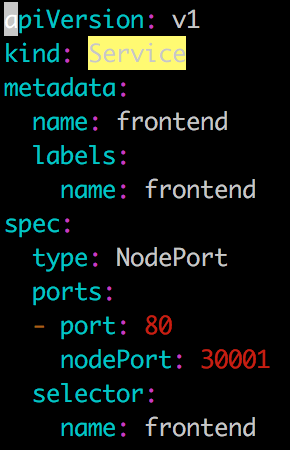 apiVersion: v1
kind: Service
metadata:
  name: frontend
  labels:
    name: frontend
spec:
  type: NodePort
  ports:
  - port: 80
    nodePort: 30001
  selector:
    name: frontend